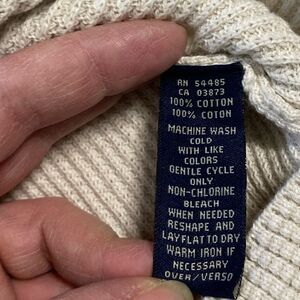 RN 54485
CA 03873
100% COTTON
100% COTON
MACHINE WASH
COLD
WITH LIKE
COLORS
GENTLE CYCLE
ONLY
NON-CHLORINE
BLEACH
WHEN NEEDED
RESHAPE AND
LAY FLAT TO DRY
WARM IRON IF
NECESSARY
OVER/VERSO